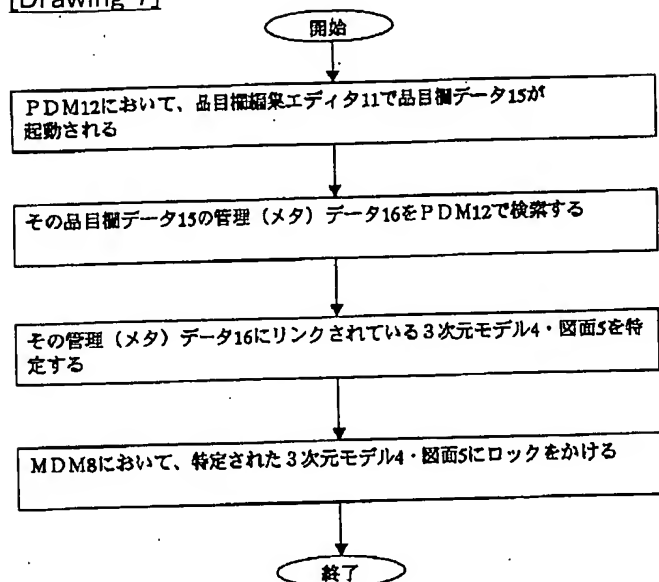 [Drawing 7]
開始
PDM12において、品目欄編集エディタ11で品目欄データ15が
起動される
その品目欄データ15の管理（メタ）データ16をPDM12で検索する
その管理（メタ）データ16にリンクされている3次元モデル4・図面5を特
定する
MDM8において、特定された3次元モデル4・図面5にロックをかける
終了